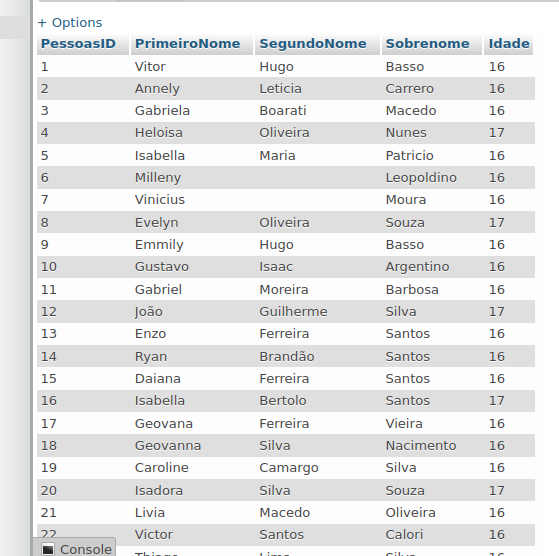 + Options
PessoasID PrimeiroNome SegundoNome Sobrenome Idade
1 Vitor Hugo Basso 16
2 Annely Leticia Carrero 16
3 Gabriela Boarati Macedo 16
4 Heloisa Oliveira Nunes 17
5 Isabella Maria Patricio 16
6 Milleny Leopoldino 16
7 Vinicius Moura 16
8 Evelyn Oliveira Souza 17
9 Emmily Hugo Basso 16
10 Gustavo Isaac Argentino 16
11 Gabriel Moreira Barbosa 16
12 João Guilherme Silva 17
13 Enzo Ferreira Santos 16
14 Ryan Brandão Santos 16
15 Daiana Ferreira Santos 16
16 Isabella Bertolo Santos 17
17 Geovana Ferreira Vieira 16
18 Geovanna Silva Nacimento 16
19 Caroline Camargo Silva 16
20 Isadora Silva Souza 17
21 Livia Macedo Oliveira 16
22 Victor Santos Calori 16
Console